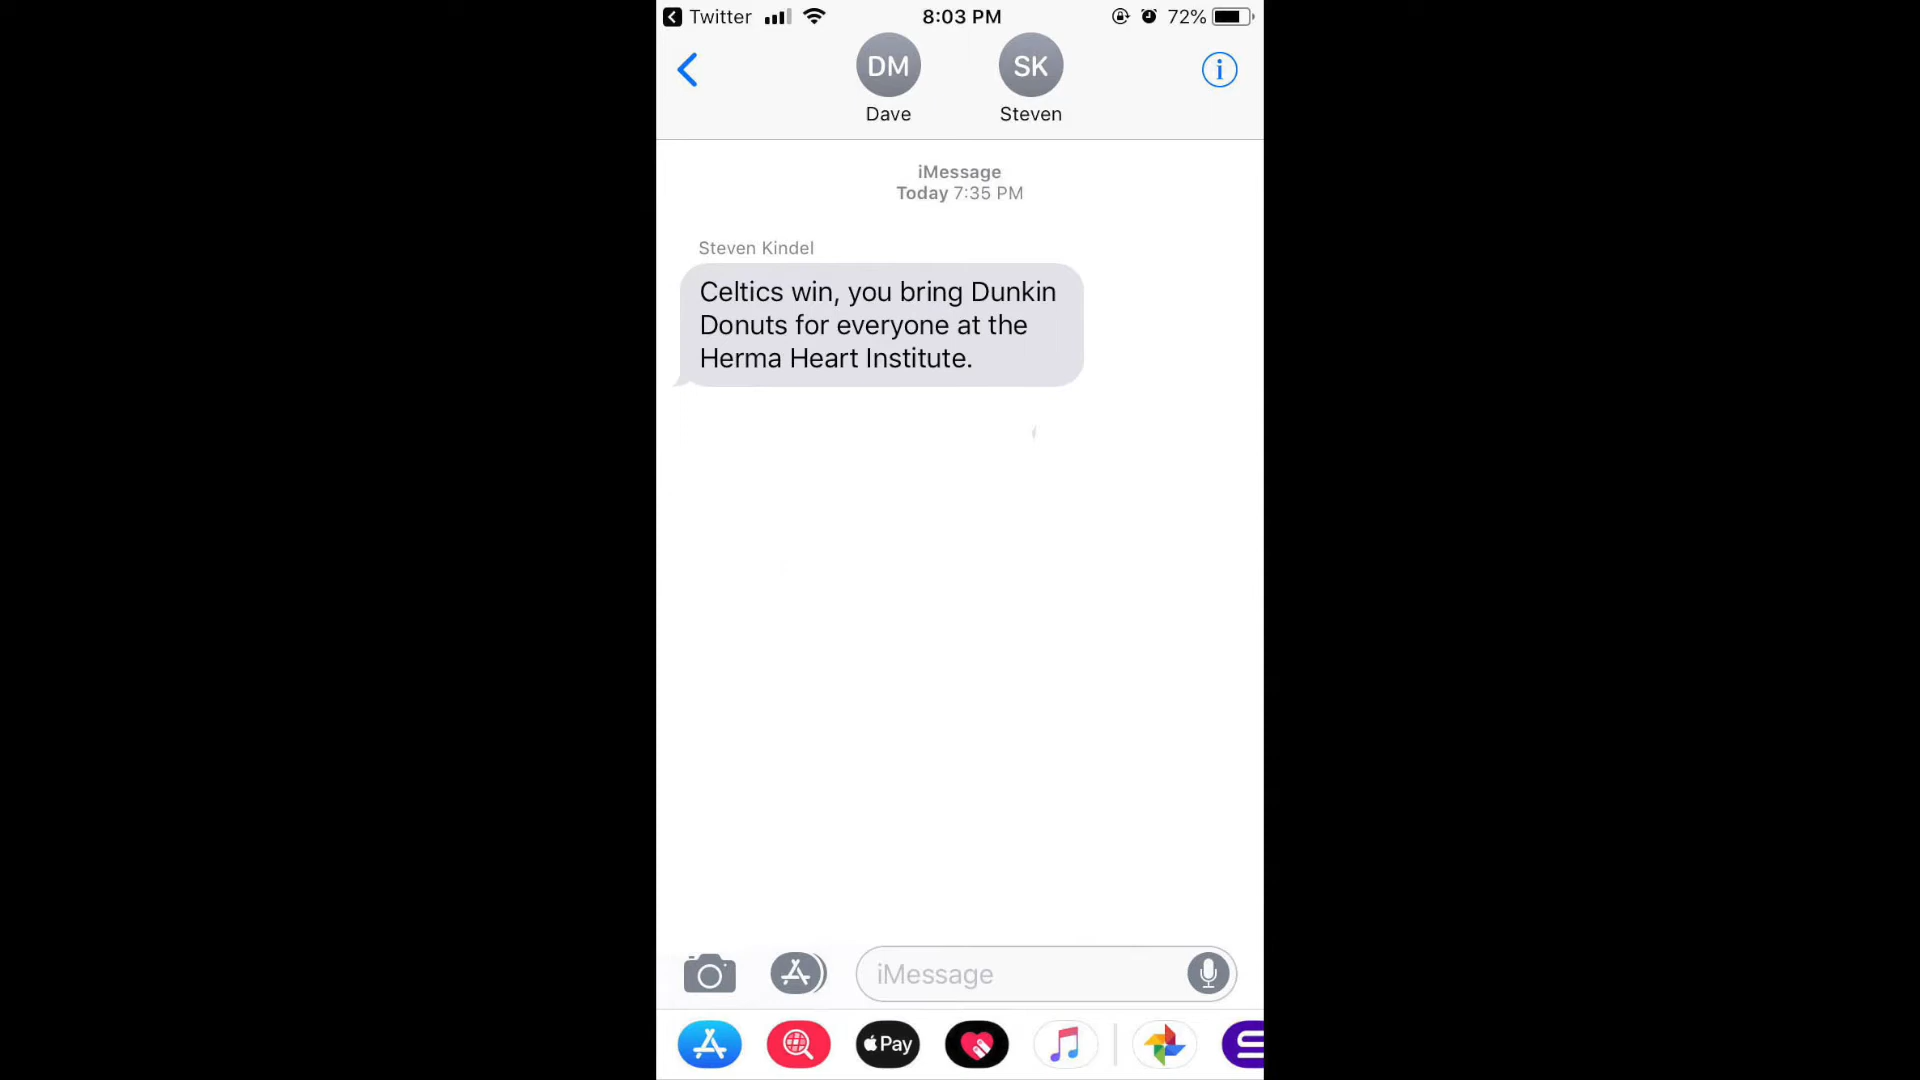 Twitter 8:03 PM 72%
DM SK
Dave Steven
iMessage
Today 7:35 PM
Steven Kindel
Celtics win, you bring Dunkin
Donuts for everyone at the
Herma Heart Institute.
iMessage
Pay